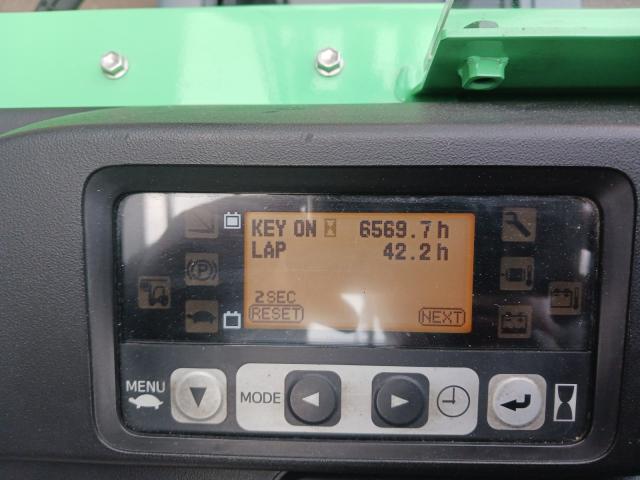 KEY ON 6569.7 h
LAP 42.2 h
2SEC
RESET NEXT
P
MENU
MODE